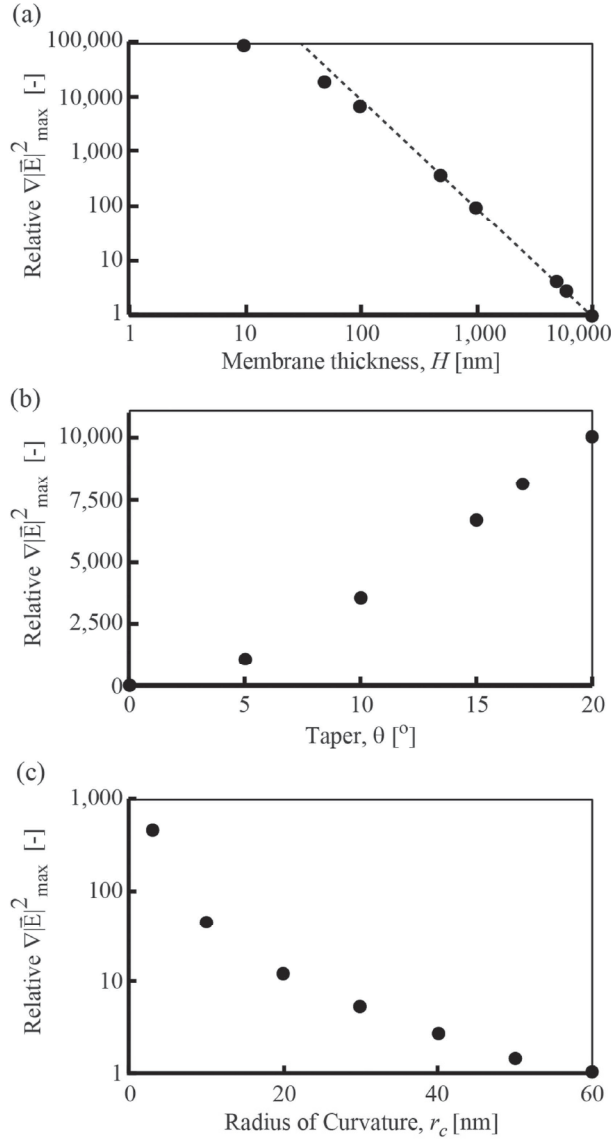 (a)
Relative ∇|E⃗|²max [-]
100,000
10,000
1,000
100
10
1
1 10 100 1,000 10,000
Membrane thickness, H [nm]
(b)
Relative ∇|E⃗|²max [-]
10,000
7,500
5,000
2,500
0
0 5 10 15 20
Taper, θ [°]
(c)
Relative ∇|E⃗|²max [-]
1,000
100
10
1
0 20 40 60
Radius of Curvature, rc [nm]